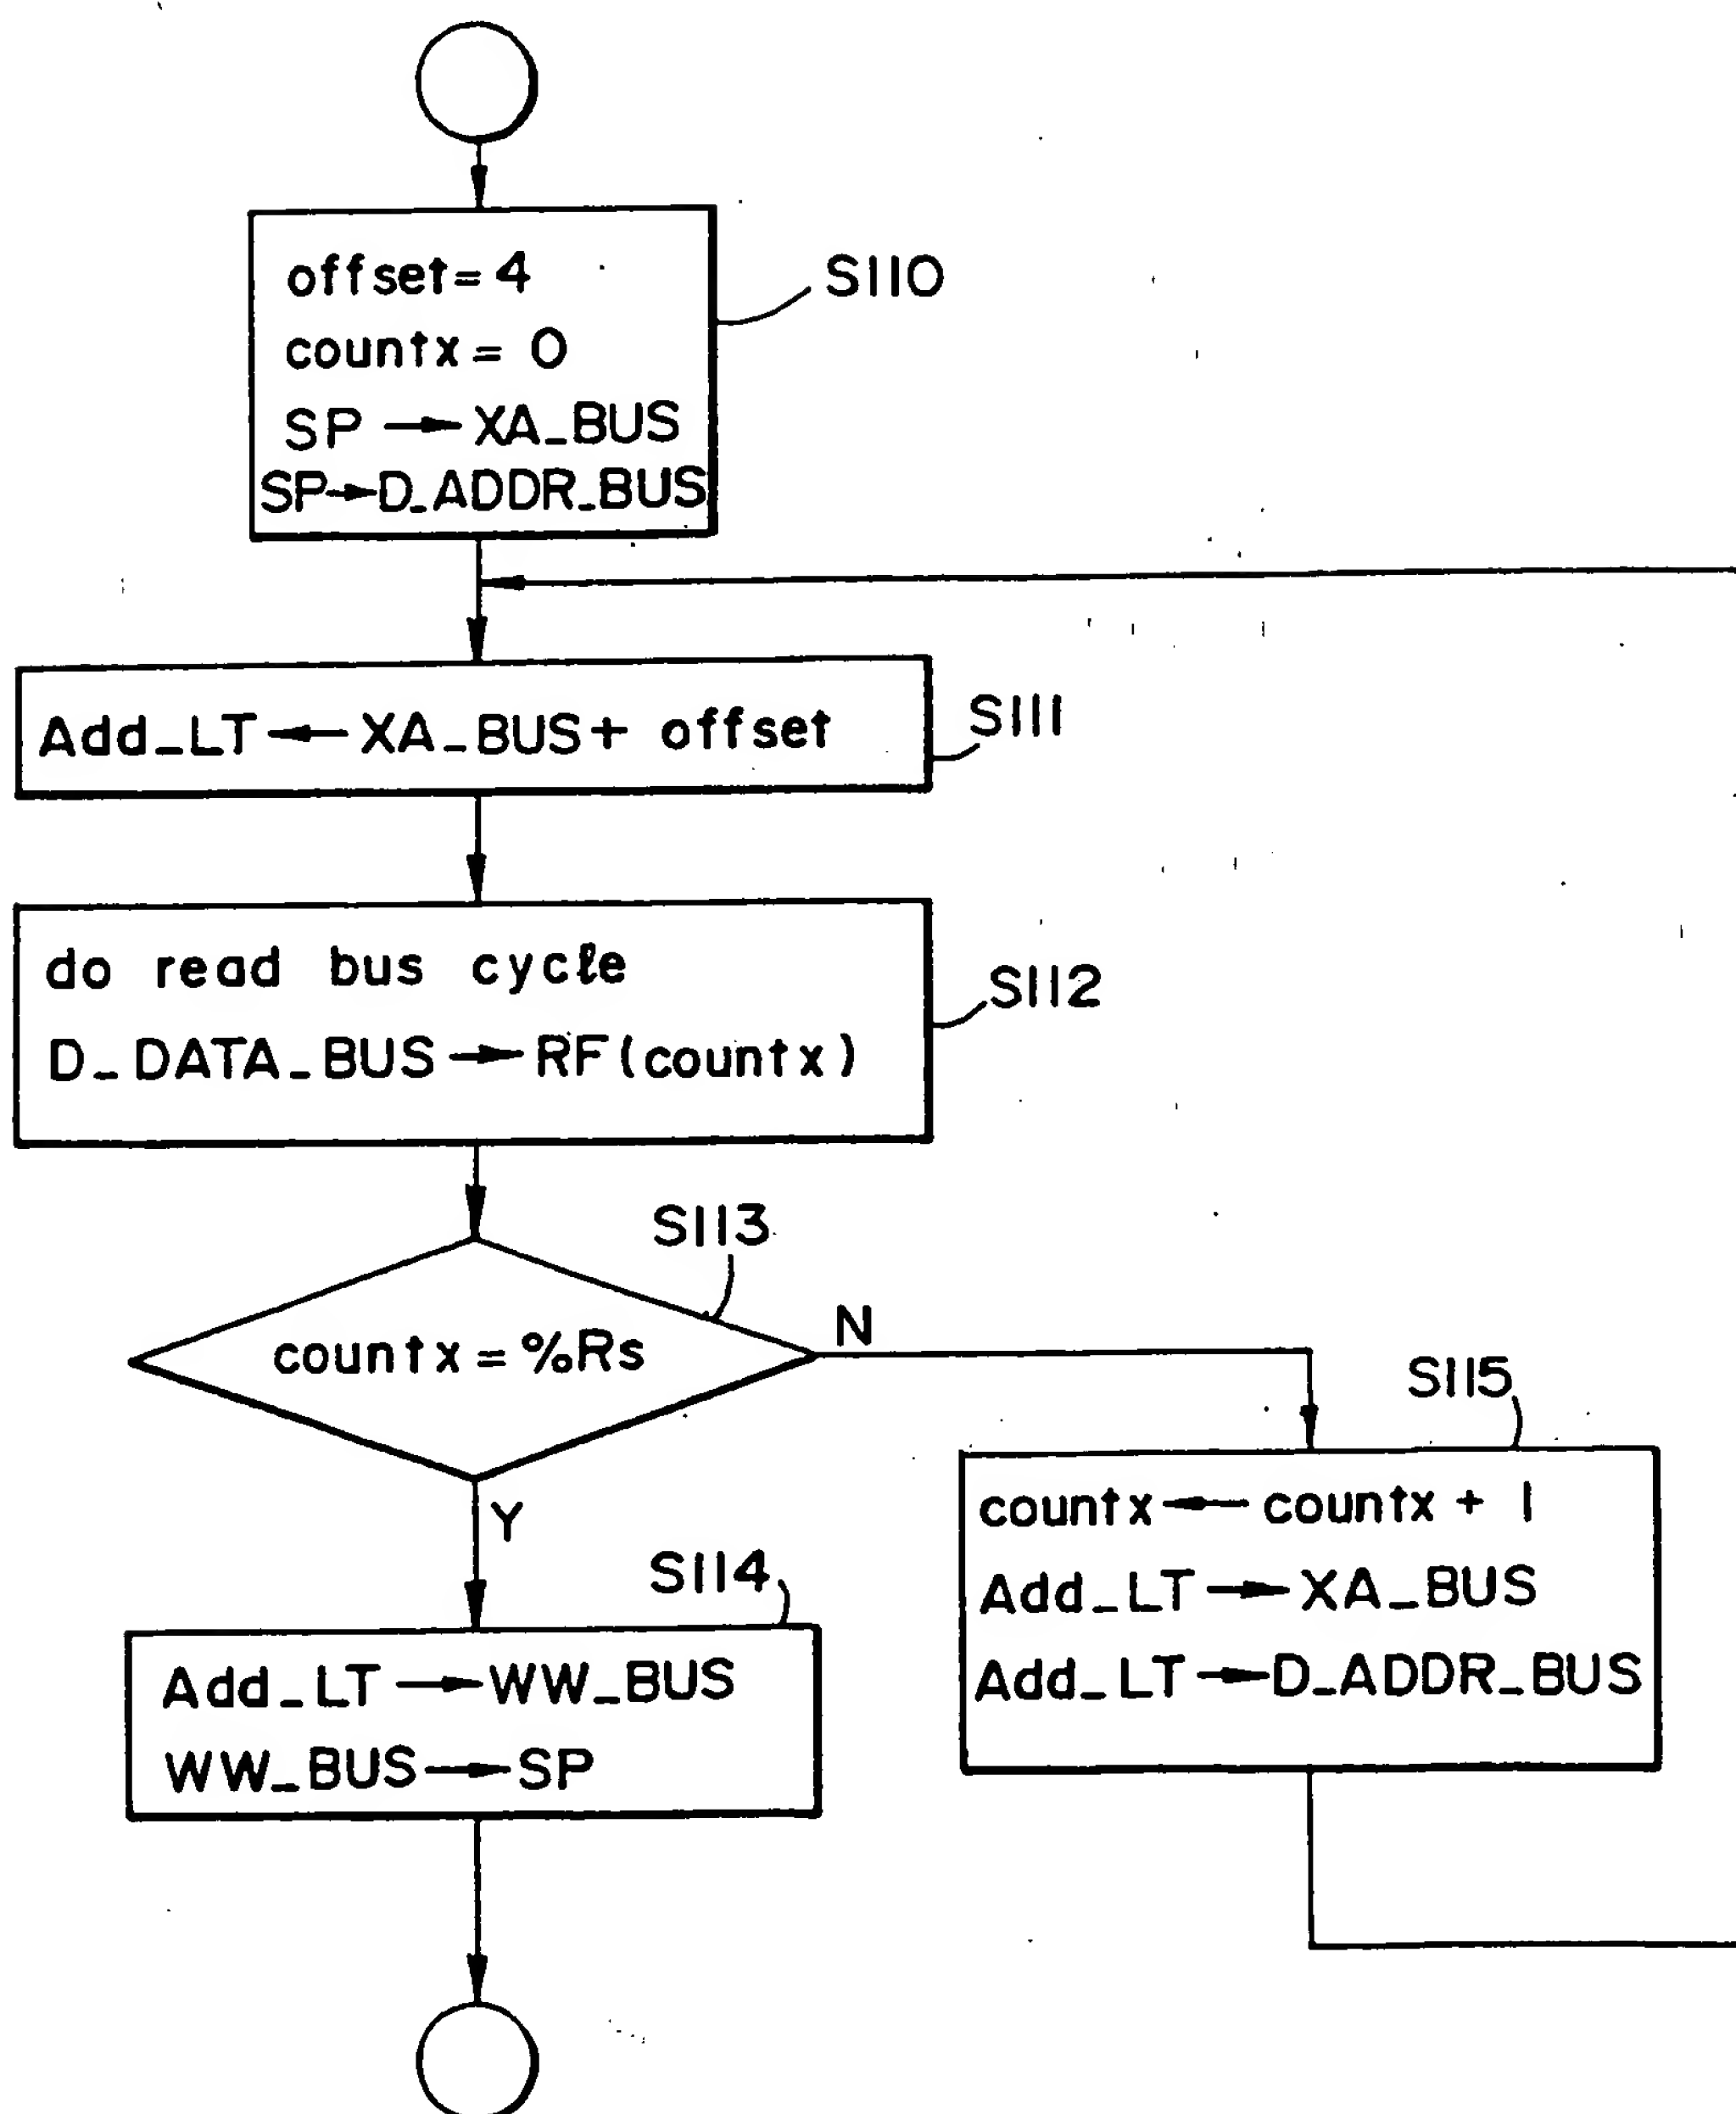 offset=4
S110
countx = 0
SP → XA_BUS
SP→D_ADDR_BUS
Add_LT ← XA_BUS + offset
S111
do read bus cycle
S112
D_DATA_BUS → RF(countx)
S113
countx = %Rs
N
Y
S115
countx ← countx + 1
Add_LT → XA_BUS
Add_LT → D_ADDR_BUS
S114
Add_LT → WW_BUS
WW_BUS → SP